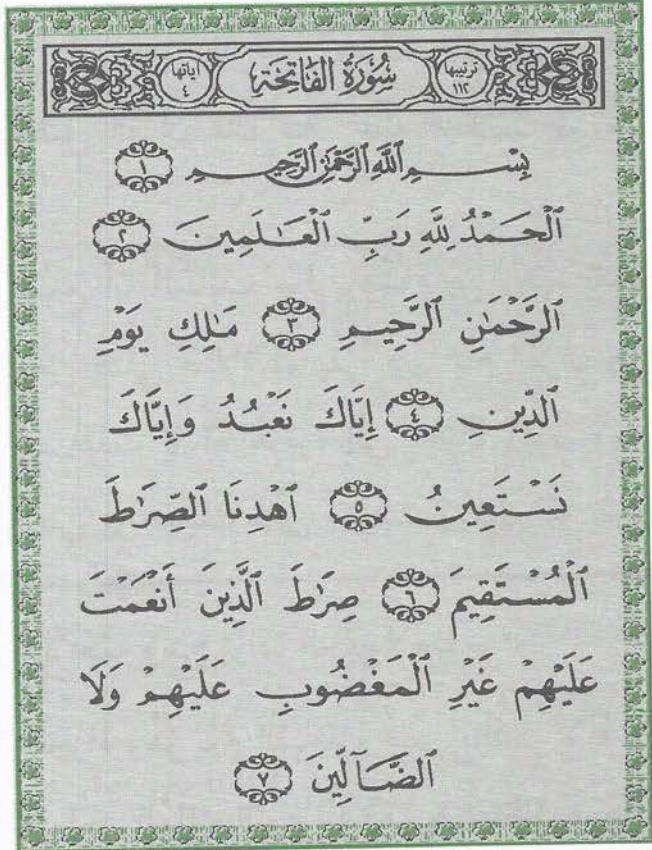 ترتيبها ١١٢ سُورَةُ الفَاتِحَةِ آياتها ٤
بِسْمِ ٱللَّهِ ٱلرَّحْمَٰنِ ٱلرَّحِيمِ ١
ٱلْحَمْدُ لِلَّهِ رَبِّ ٱلْعَٰلَمِينَ ٢
ٱلرَّحْمَٰنِ ٱلرَّحِيمِ ٣ مَٰلِكِ يَوْمِ
ٱلدِّينِ ٤ إِيَّاكَ نَعْبُدُ وَإِيَّاكَ
نَسْتَعِينُ ٥ ٱهْدِنَا ٱلصِّرَٰطَ
ٱلْمُسْتَقِيمَ ٦ صِرَٰطَ ٱلَّذِينَ أَنْعَمْتَ
عَلَيْهِمْ غَيْرِ ٱلْمَغْضُوبِ عَلَيْهِمْ وَلَا
ٱلضَّآلِّينَ ٧